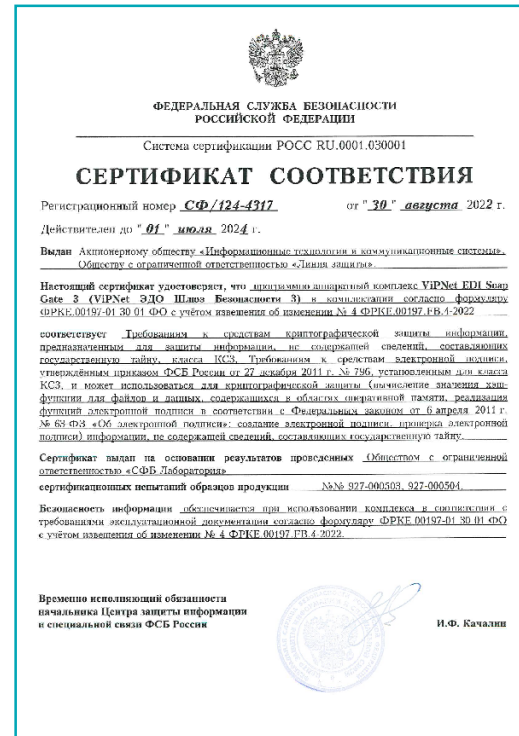 ФЕДЕРАЛЬНАЯ СЛУЖБА БЕЗОПАСНОСТИ
РОССИЙСКОЙ ФЕДЕРАЦИИ
Система сертификации РОСС RU.0001.030001
СЕРТИФИКАТ СООТВЕТСТВИЯ
Регистрационный номер СФ/124-4317 от "30" августа 2022 г.
Действителен до "01" июля 2024 г.
Выдан Акционерному обществу «Информационные технологии и коммуникационные системы».
Обществу с ограниченной ответственностью «Линия защиты».
Настоящий сертификат удостоверяет, что программно-аппаратный комплекс ViPNet EDI Soap
Gate 3 (ViPNet ЭДО Шлюз Безопасности 3) в комплектации согласно формуляру
ФРКЕ.00197-01 30 01 ФО с учётом извещения об изменении № 4 ФРКЕ.00197.FB.4-2022
соответствует Требованиям к средствам криптографической защиты информации,
предназначенным для защиты информации, не содержащей сведений, составляющих
государственную тайну, класса КС3, Требованиям к средствам электронной подписи,
утверждённым приказом ФСБ России от 27 декабря 2011 г. № 796, установленным для класса
КС3, и может использоваться для криптографической защиты (вычисление значения хэш-
функции для файлов и данных, содержащихся в областях оперативной памяти, реализация
функций электронной подписи в соответствии с Федеральным законом от 6 апреля 2011 г.
№ 63-ФЗ «Об электронной подписи»: создание электронной подписи, проверка электронной
подписи) информации, не содержащей сведений, составляющих государственную тайну.
Сертификат выдан на основании результатов проведенных Обществом с ограниченной
ответственностью «СФБ Лаборатория»
сертификационных испытаний образцов продукции №№ 927-000503, 927-000504.
Безопасность информации обеспечивается при использовании комплекса в соответствии с
требованиями эксплуатационной документации согласно формуляру ФРКЕ.00197-01 30 01 ФО
с учётом извещения об изменении № 4 ФРКЕ.00197.FB.4-2022.
Временно исполняющий обязанности
начальника Центра защиты информации
и специальной связи ФСБ России
И.Ф. Качалин